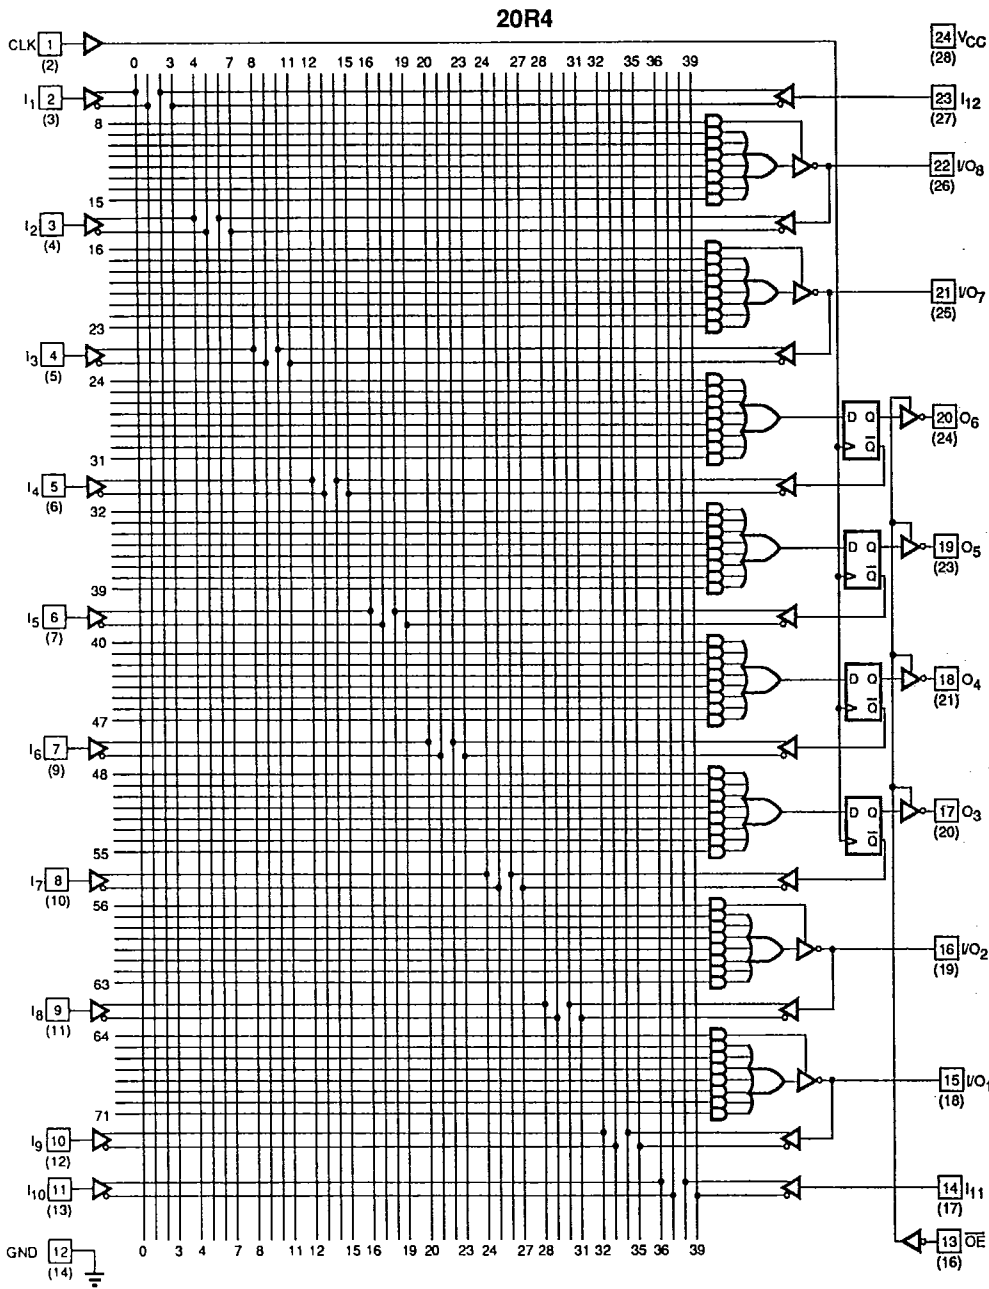 20R4
CLK 1 (2)
24 VCC (28)
0 3 4 7 8 11 12 15 16 19 20 23 24 27 28 31 32 35 36 39
I1 2 (3)
23 I12 (27)
8
22 I/O8 (26)
15
I2 3 (4)
16
21 I/O7 (25)
23
I3 4 (5)
24
D Q
20 O6 (24)
Q
31
I4 5 (6)
32
D Q
19 O5 (23)
Q
39
I5 6 (7)
40
D Q
18 O4 (21)
Q
47
I6 7 (9)
48
D Q
17 O3 (20)
Q
55
I7 8 (10)
56
16 I/O2 (19)
63
I8 9 (11)
64
15 I/O1 (18)
71
I9 10 (12)
I10 11 (13)
14 I11 (17)
0 3 4 7 8 11 12 15 16 19 20 23 24 27 28 31 32 35 36 39
GND 12 (14)
13 OE (16)